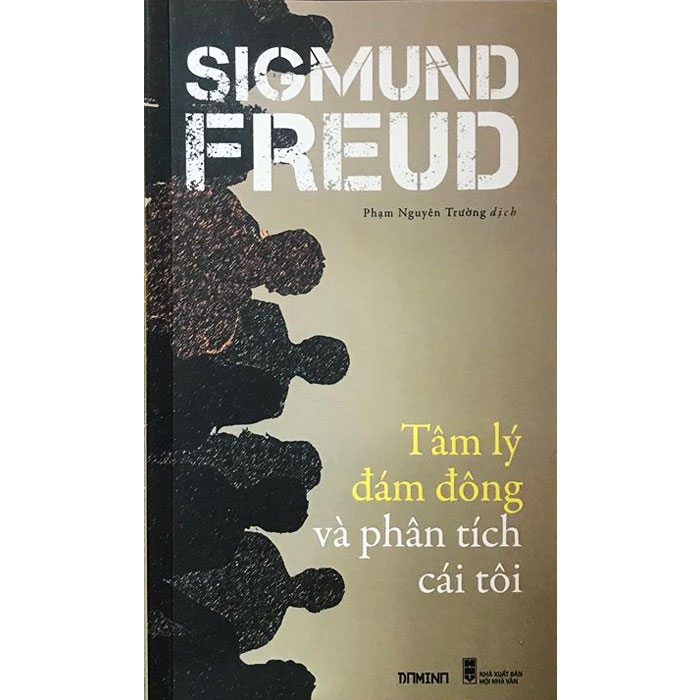 SIGMUND
FREUD
Phạm Nguyên Trường dịch
Tâm lý
đám đông
và phân tích
cái tôi
DOMINO
NHÀ XUẤT BẢN
HỘI NHÀ VĂN